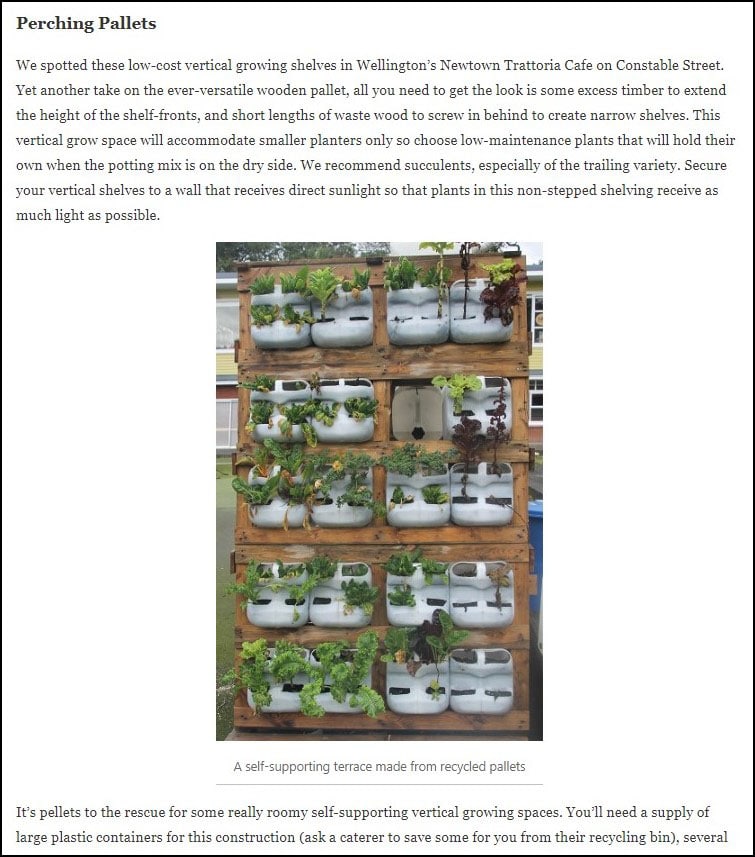 Perching Pallets
We spotted these low-cost vertical growing shelves in Wellington’s Newtown Trattoria Cafe on Constable Street.
Yet another take on the ever-versatile wooden pallet, all you need to get the look is some excess timber to extend
the height of the shelf-fronts, and short lengths of waste wood to screw in behind to create narrow shelves. This
vertical grow space will accommodate smaller planters only so choose low-maintenance plants that will hold their
own when the potting mix is on the dry side. We recommend succulents, especially of the trailing variety. Secure
your vertical shelves to a wall that receives direct sunlight so that plants in this non-stepped shelving receive as
much light as possible.
A self-supporting terrace made from recycled pallets
It’s pellets to the rescue for some really roomy self-supporting vertical growing spaces. You’ll need a supply of
large plastic containers for this construction (ask a caterer to save some for you from their recycling bin), several